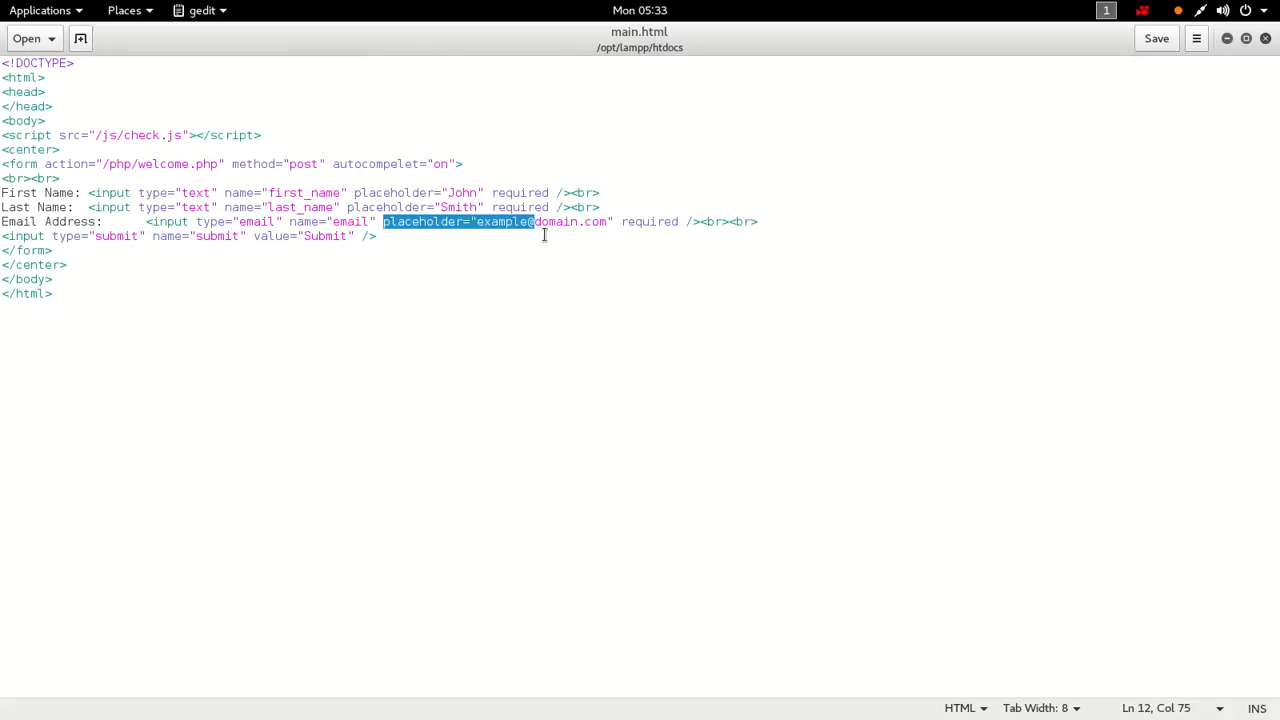 Applications Places gedit Mon 05:33 1
Open main.html Save
/opt/lampp/htdocs
<!DOCTYPE>
<html>
<head>
</head>
<body>
<script src="/js/check.js"></script>
<center>
<form action="/php/welcome.php" method="post" autocompelet="on">
<br><br>
First Name: <input type="text" name="first_name" placeholder="John" required /><br>
Last Name:  <input type="text" name="last_name" placeholder="Smith" required /><br>
Email Address:      <input type="email" name="email" placeholder="example@domain.com" required /><br><br>
<input type="submit" name="submit" value="Submit" />
</form>
</center>
</body>
</html>
HTML Tab Width: 8 Ln 12, Col 75 INS